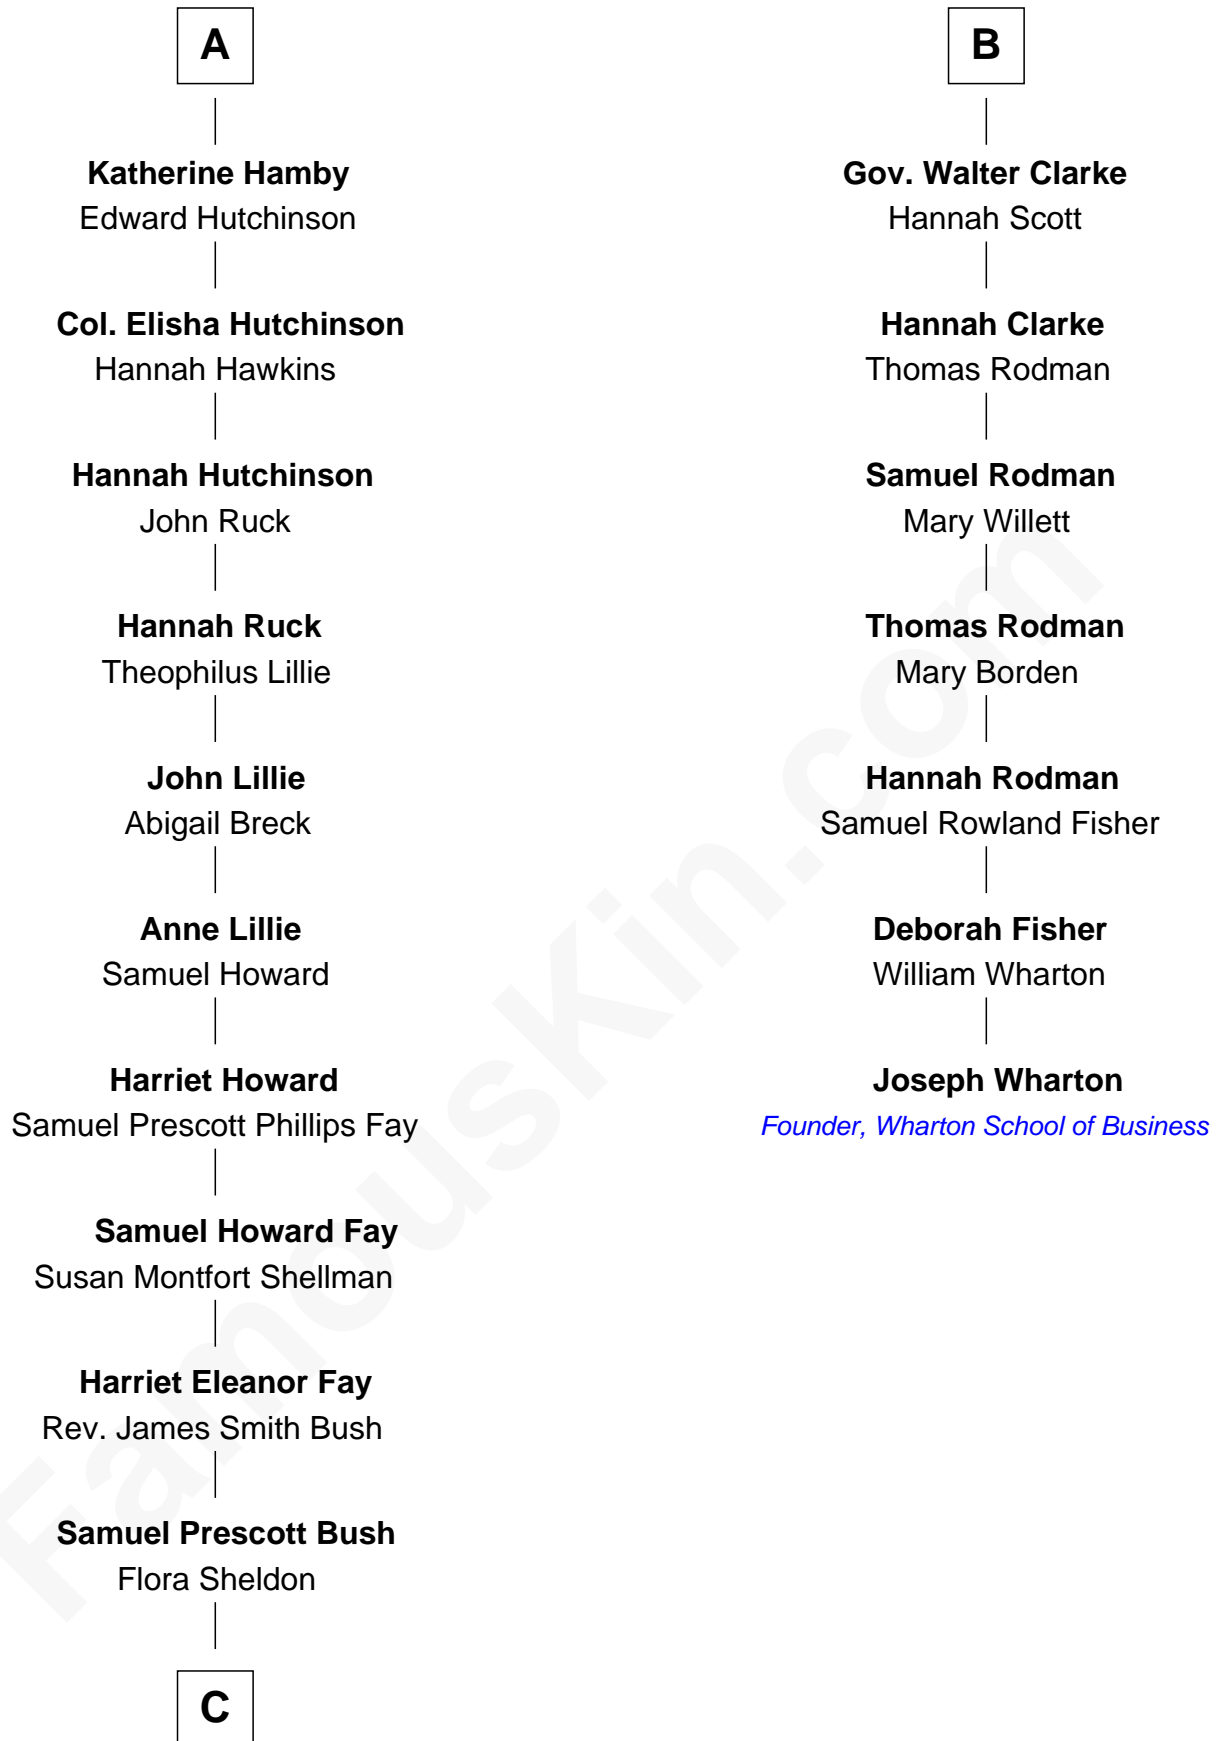 A
Katherine Hamby
Edward Hutchinson
Col. Elisha Hutchinson
Hannah Hawkins
Hannah Hutchinson
John Ruck
Hannah Ruck
Theophilus Lillie
John Lillie
Abigail Breck
Anne Lillie
Samuel Howard
Harriet Howard
Samuel Prescott Phillips Fay
Samuel Howard Fay
Susan Montfort Shellman
Harriet Eleanor Fay
Rev. James Smith Bush
Samuel Prescott Bush
Flora Sheldon
C
B
Gov. Walter Clarke
Hannah Scott
Hannah Clarke
Thomas Rodman
Samuel Rodman
Mary Willett
Thomas Rodman
Mary Borden
Hannah Rodman
Samuel Rowland Fisher
Deborah Fisher
William Wharton
Joseph Wharton
Founder, Wharton School of Business
FamousKin.com